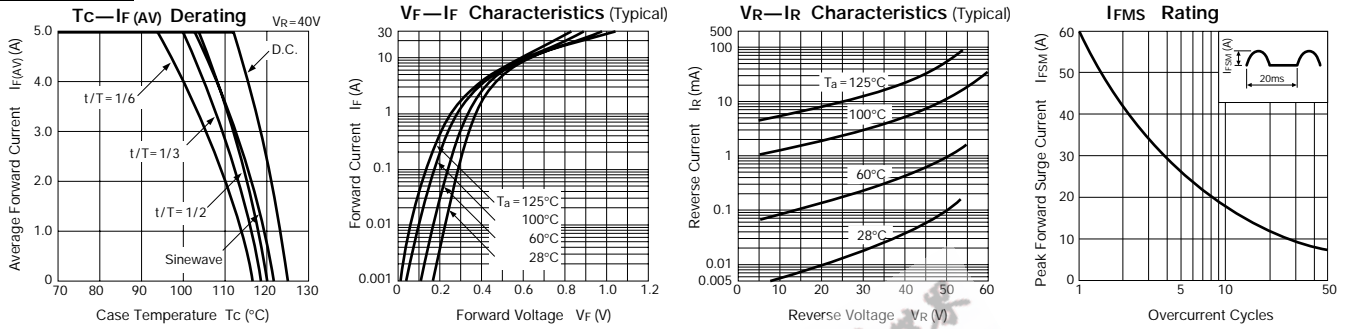 Tc—IF (AV) Derating
VR=40V
Average Forward Current IF(AV) (A)
5.0
4.0
3.0
2.0
1.0
0
D.C.
t/T=1/6
t/T=1/3
t/T=1/2
Sinewave
70 80 90 100 110 120 130
Case Temperature Tc (°C)
VF—IF Characteristics (Typical)
Forward Current IF (A)
30
10
1
0.1
0.01
0.001
Ta=125°C
100°C
60°C
28°C
0 0.2 0.4 0.6 0.8 1.0 1.2
Forward Voltage VF (V)
VR—IR Characteristics (Typical)
Reverse Current IR (mA)
500
100
10
1
0.1
0.01
0.005
Ta=125°C
100°C
60°C
28°C
0 10 20 30 40 50 60
Reverse Voltage VR (V)
IFMS Rating
Peak Forward Surge Current IFSM (A)
60
50
40
30
20
10
0
IFSM (A)
20ms
1 5 10 50
Overcurrent Cycles